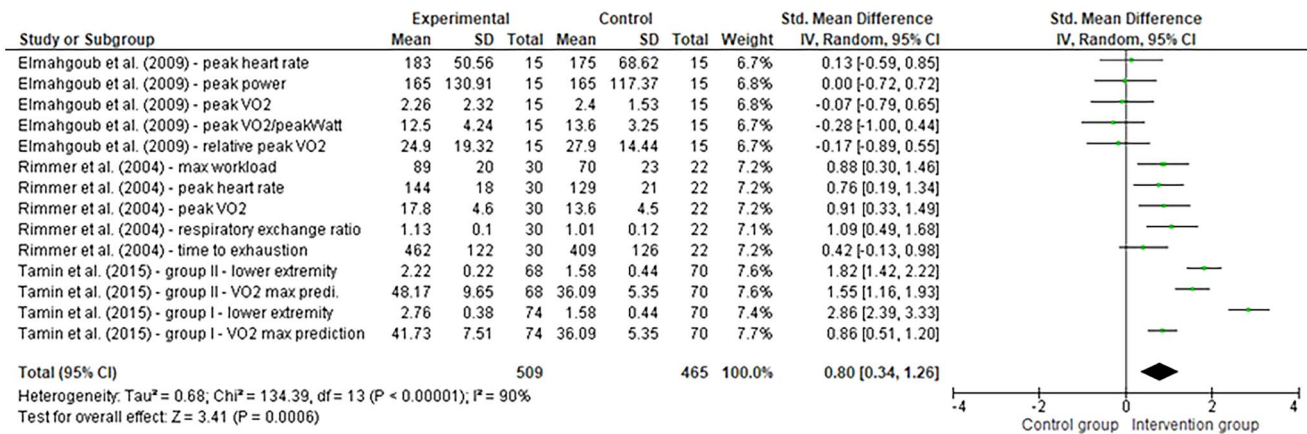 Experimental Control Std. Mean Difference Std. Mean Difference
Study or Subgroup Mean SD Total Mean SD Total Weight IV, Random, 95% CI IV, Random, 95% CI
Elmahgoub et al. (2009) - peak heart rate 183 50.56 15 175 68.62 15 6.7% 0.13 [-0.59, 0.85]
Elmahgoub et al. (2009) - peak power 165 130.91 15 165 117.37 15 6.8% 0.00 [-0.72, 0.72]
Elmahgoub et al. (2009) - peak VO2 2.26 2.32 15 2.4 1.53 15 6.8% -0.07 [-0.79, 0.65]
Elmahgoub et al. (2009) - peak VO2/peakWatt 12.5 4.24 15 13.6 3.25 15 6.7% -0.28 [-1.00, 0.44]
Elmahgoub et al. (2009) - relative peak VO2 24.9 19.32 15 27.9 14.44 15 6.7% -0.17 [-0.89, 0.55]
Rimmer et al. (2004) - max workload 89 20 30 70 23 22 7.2% 0.88 [0.30, 1.46]
Rimmer et al. (2004) - peak heart rate 144 18 30 129 21 22 7.2% 0.76 [0.19, 1.34]
Rimmer et al. (2004) - peak VO2 17.8 4.6 30 13.6 4.5 22 7.2% 0.91 [0.33, 1.49]
Rimmer et al. (2004) - respiratory exchange ratio 1.13 0.1 30 1.01 0.12 22 7.1% 1.09 [0.49, 1.68]
Rimmer et al. (2004) - time to exhaustion 462 122 30 409 126 22 7.2% 0.42 [-0.13, 0.98]
Tamin et al. (2015) - group II - lower extremity 2.22 0.22 68 1.58 0.44 70 7.6% 1.82 [1.42, 2.22]
Tamin et al. (2015) - group II - VO2 max predi. 48.17 9.65 68 36.09 5.35 70 7.6% 1.55 [1.16, 1.93]
Tamin et al. (2015) - group I - lower extremity 2.76 0.38 74 1.58 0.44 70 7.4% 2.86 [2.39, 3.33]
Tamin et al. (2015) - group I - VO2 max prediction 41.73 7.51 74 36.09 5.35 70 7.7% 0.86 [0.51, 1.20]
Total (95% CI) 509 465 100.0% 0.80 [0.34, 1.26]
Heterogeneity: Tau² = 0.68; Chi² = 134.39, df = 13 (P < 0.00001); I² = 90%
Test for overall effect: Z = 3.41 (P = 0.0006)
-4 -2 0 2 4
Control group Intervention group